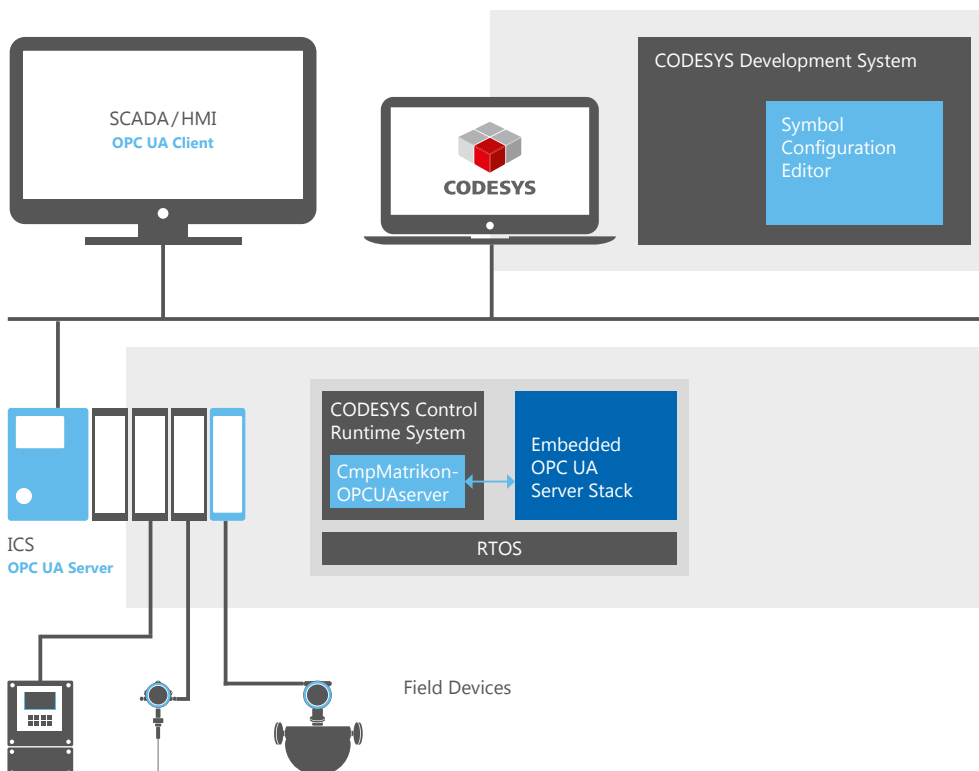 SCADA/HMI
OPC UA Client
CODESYS
CODESYS Development System
Symbol
Configuration
Editor
CODESYS Control
Runtime System
CmpMatrikon-
OPCUAserver
Embedded
OPC UA
Server Stack
RTOS
ICS
OPC UA Server
Field Devices